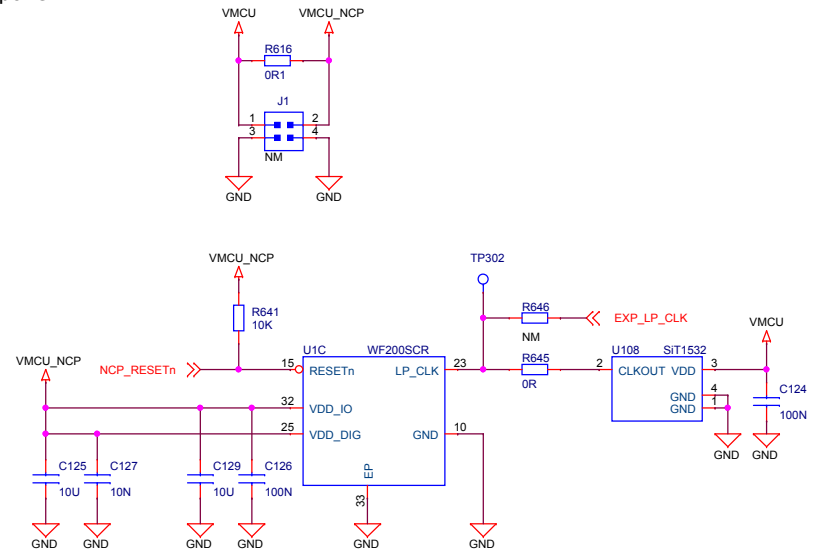 VMCU VMCU_NCP
R616
0R1
J1
1 2
3 4
NM
GND GND
TP302
VMCU_NCP
R641
10K
R646
EXP_LP_CLK
NM
VMCU
U1C WF200SCR
R645
U108 SiT1532
VMCU_NCP
NCP_RESETn
15 RESETn LP_CLK 23
0R
2 CLKOUT VDD 3
GND 4
GND 1
C124
100N
32 VDD_IO
25 VDD_DIG GND 10
GND GND
C125 C127 C129 C126
10U 10N 10U 100N
EP
33
GND GND GND GND GND GND